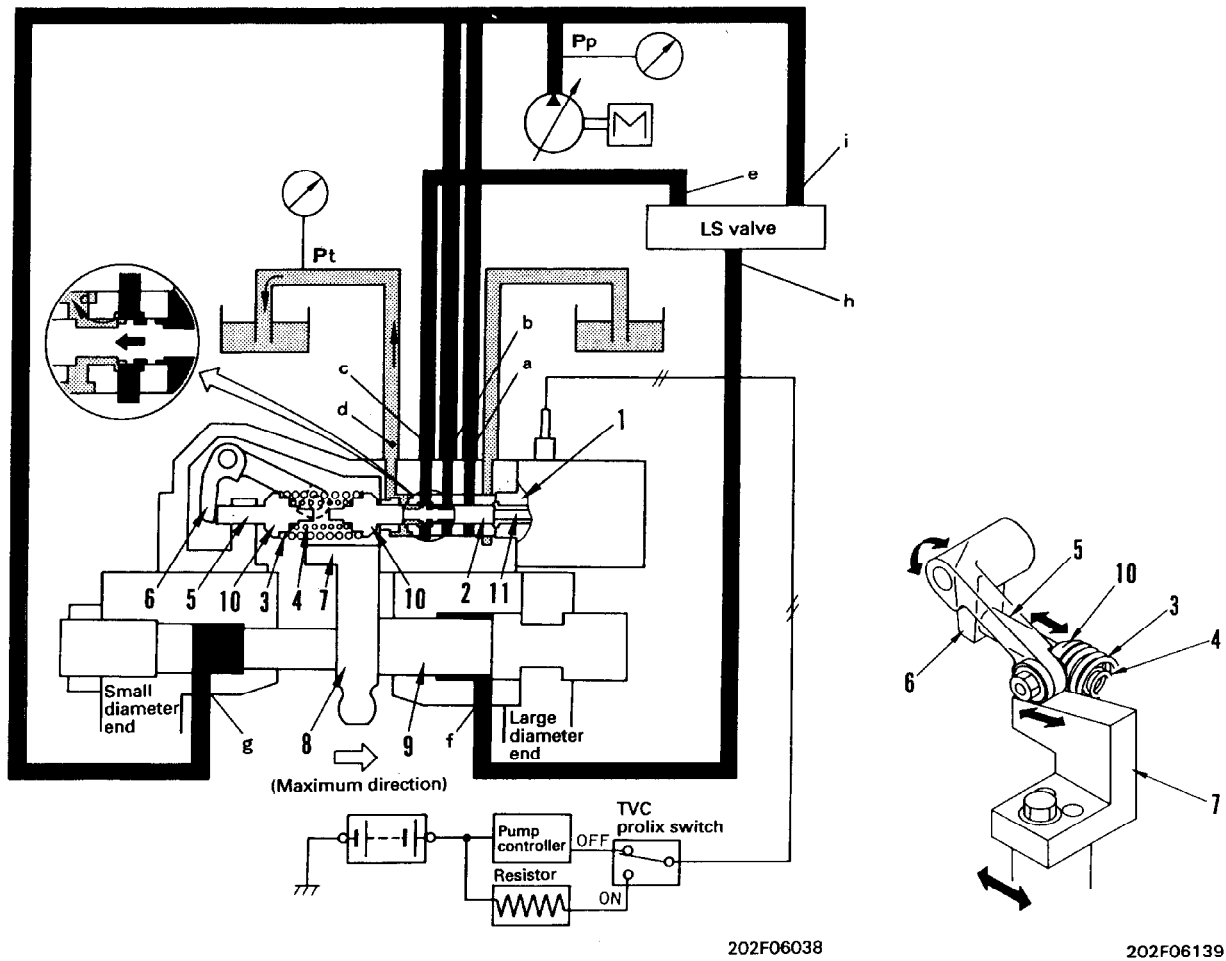 Pp
i
e
LS valve
Pt
h
b
c
a
d
1
6 5 10 3 4 7 10 2 11
5
10
3
4
6
7
Small
diameter
end
g
8
9
f
Large
diameter
end
(Maximum direction)
TVC
prolix switch
Pump
controller
OFF
Resistor
ON
202F06038
202F06139